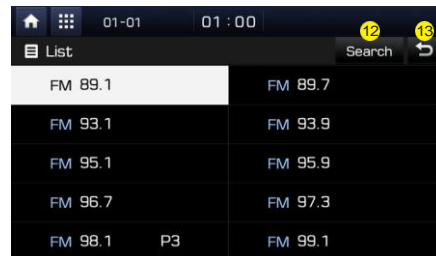 01-01 01:00
12 13
List Search
FM 89.1 FM 89.7
FM 93.1 FM 93.9
FM 95.1 FM 95.9
FM 96.7 FM 97.3
FM 98.1 P3 FM 99.1